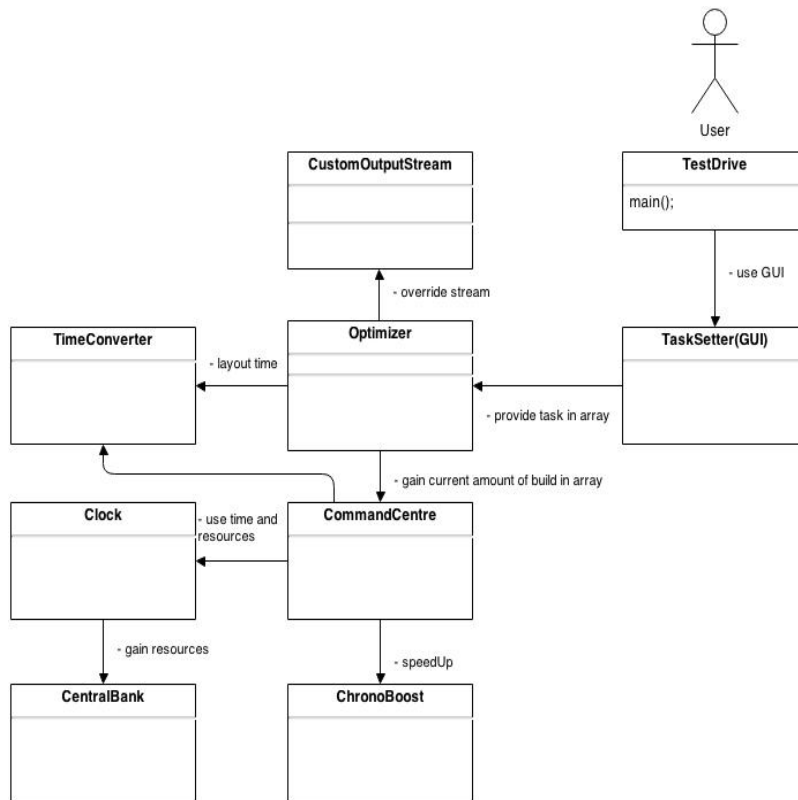 User
CustomOutputStream
TestDrive
main();
- use GUI
- override stream
TimeConverter
Optimizer
TaskSetter(GUI)
- layout time
- provide task in array
- gain current amount of build in array
Clock
- use time and
resources
CommandCentre
- gain resources
- speedUp
CentralBank
ChronoBoost